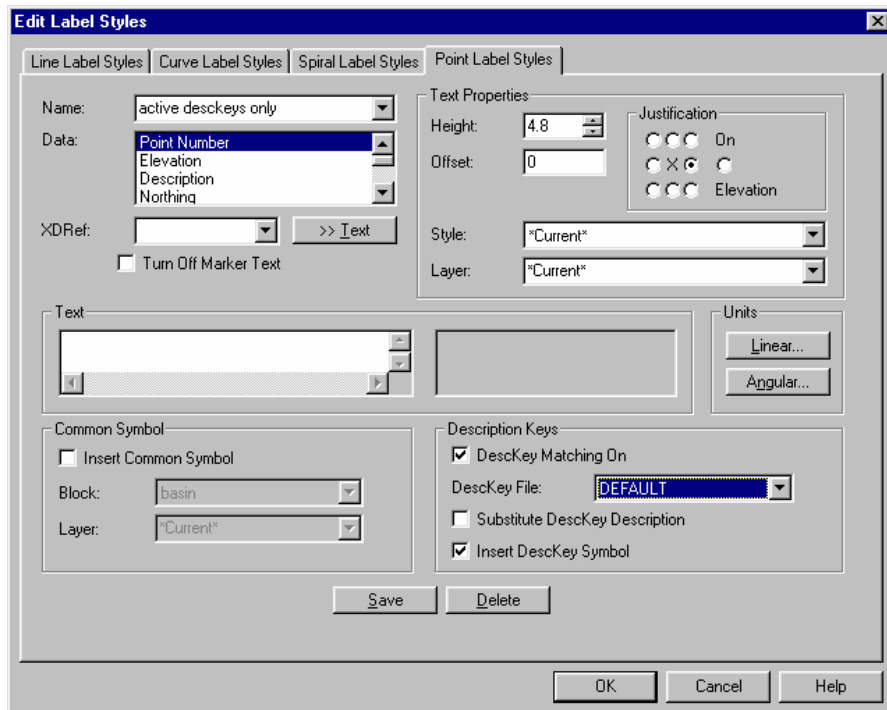 Edit Label Styles
Line Label Styles
Curve Label Styles
Spiral Label Styles
Point Label Styles
Name:
active desckeys only
Data:
Point Number
Elevation
Description
Northing
XDRef:
>> Text
Turn Off Marker Text
Text Properties
Height:
4.8
Offset:
0
Justification
On
X
Elevation
Style:
*Current*
Layer:
*Current*
Text
Units
Linear...
Angular...
Common Symbol
Insert Common Symbol
Block:
basin
Layer:
*Current*
Description Keys
DescKey Matching On
DescKey File:
DEFAULT
Substitute DescKey Description
Insert DescKey Symbol
Save
Delete
OK
Cancel
Help